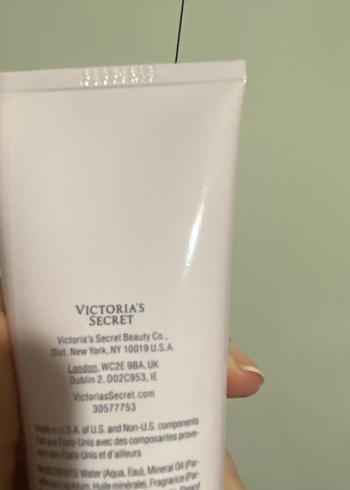 VICTORIA'S
SECRET
Victoria's Secret Beauty Co.,
Dist. New York, NY 10019 U.S.A.
London, WC2E 9BA, UK
Dublin 2, D02C953, IE
VictoriasSecret.com
30577753
Made in U.S.A. of U.S. and Non-U.S. components
Fait aux États-Unis avec des composantes prove-
nant des États-Unis et d'ailleurs
INGREDIENTS: Water (Aqua, Eau), Mineral Oil (Par-
Liquidum, Huile minérale), Fragrance (Par-